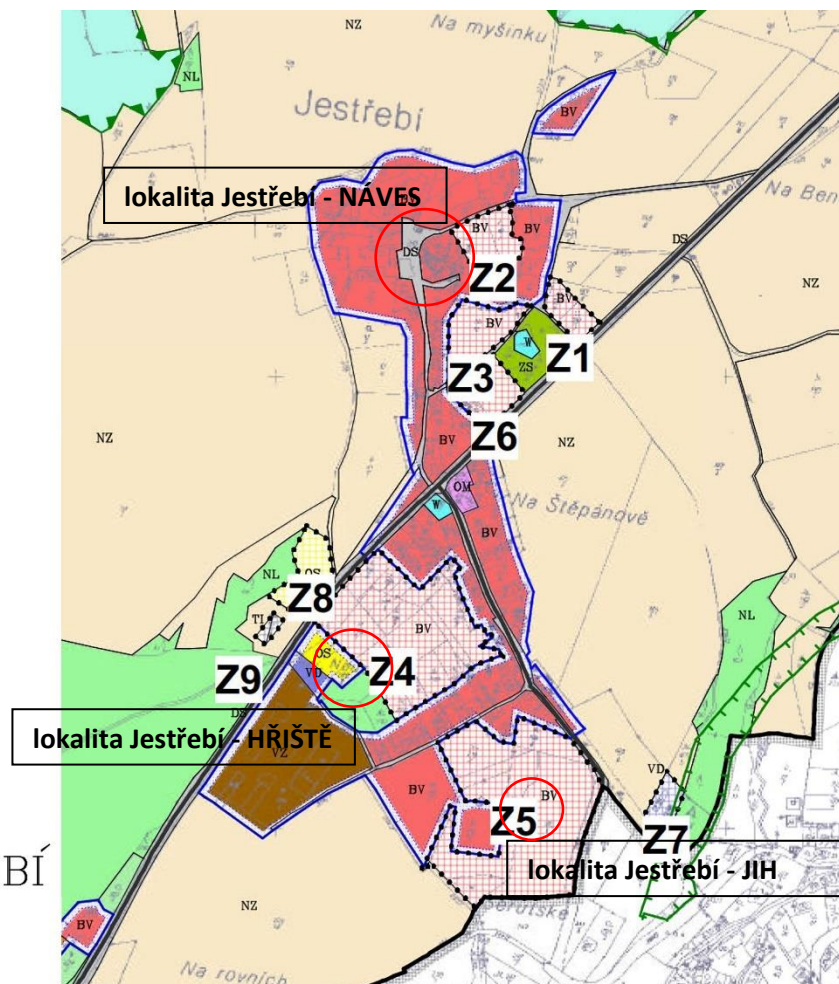 NZ
Na myšinku
NL
Jestřebí
BV
lokalita Jestřebí - NÁVES
Na Ben
DS
BV
BV
DS
Z2
NZ
BV
BV
W
Z1
ZS
Z3
NZ
BV
Z6
NZ
OM
W
Na Štěpánově
BV
NL
OS
Z8
NL
TI
BV
OS
Z4
VD
Z9
DS
lokalita Jestřebí - HŘIŠTĚ
VZ
VD
BV
BV
Z5
Z7
BÍ
lokalita Jestřebí - JIH
NZ
BV
Na rovních